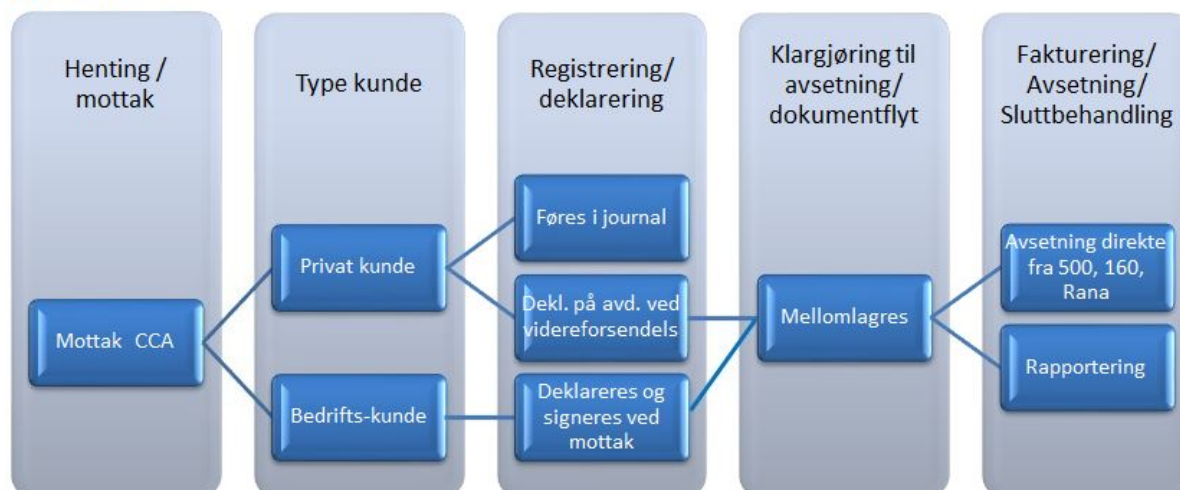 Henting /
mottak
Mottak CCA
Type kunde
Privat kunde
Bedrifts-kunde
Registrering/
deklarering
Føres i journal
Dekl. på avd. ved
videreforsendels
Deklareres og
signeres ved
mottak
Klargjøring til
avsetning/
dokumentflyt
Mellomlagres
Fakturering/
Avsetning/
Sluttbehandling
Avsetning direkte
fra 500, 160,
Rana
Rapportering